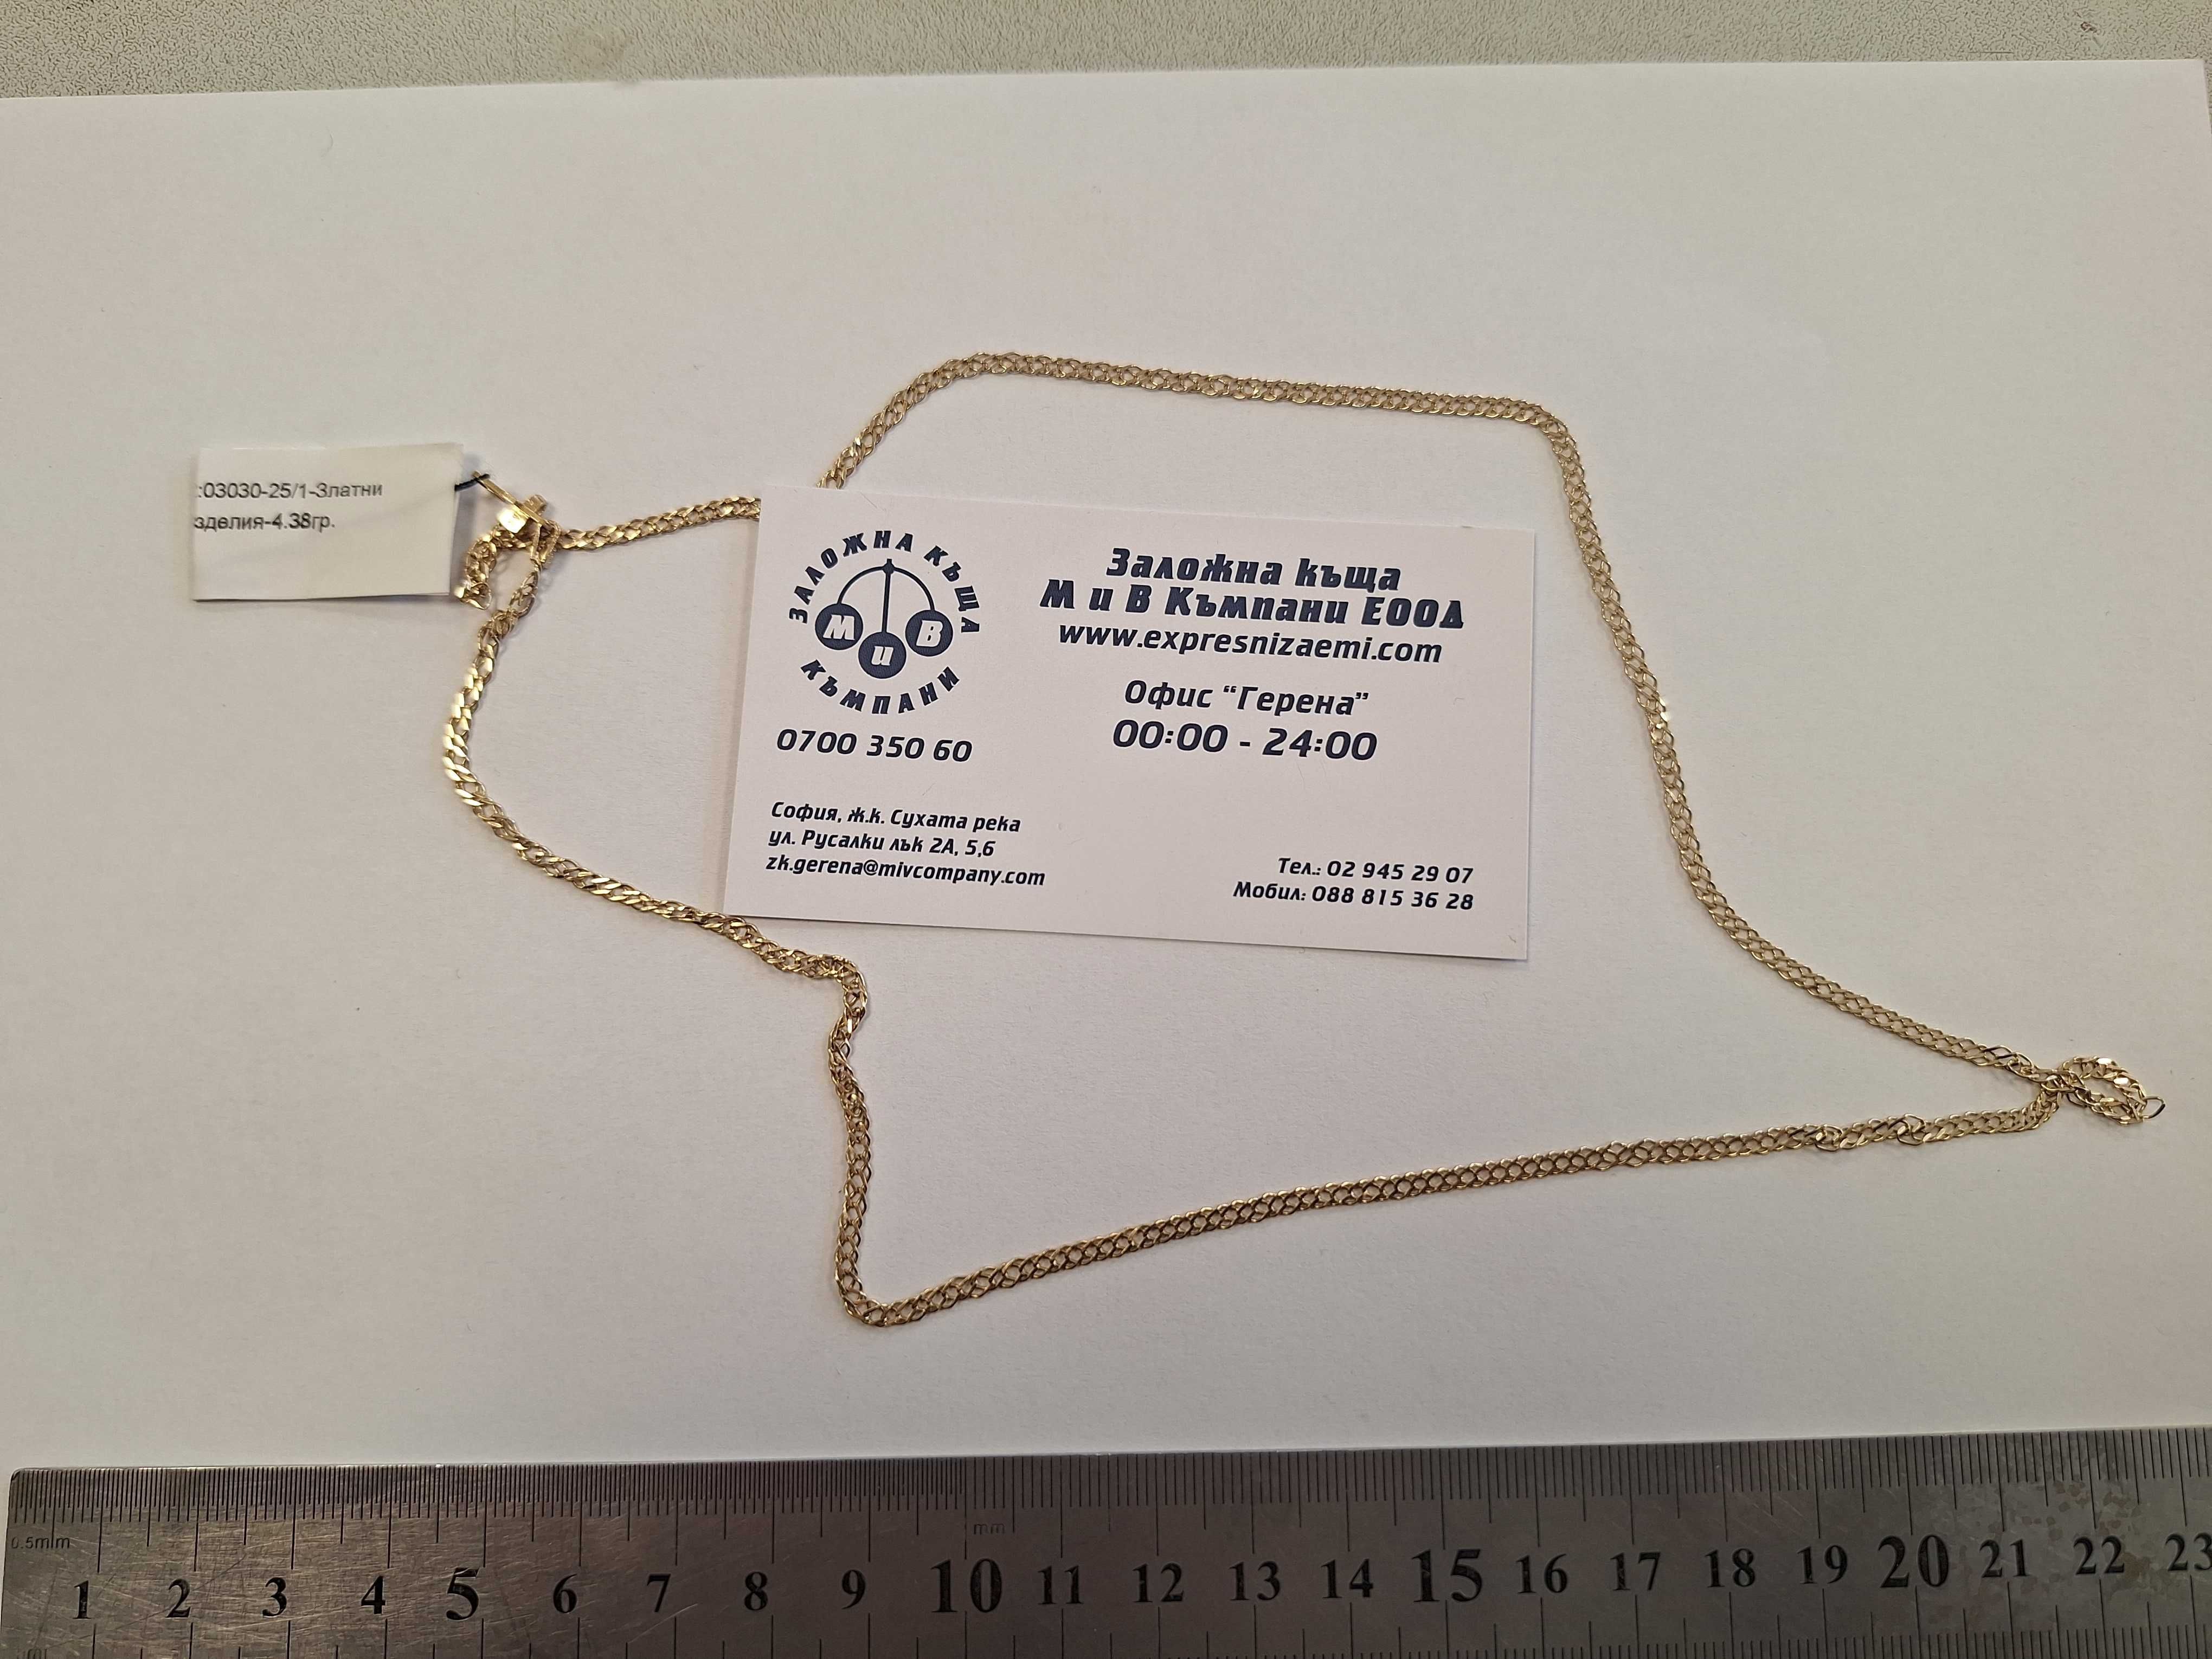 :03030-25/1-Златни
зделия-4.38гр.
ЗАЛОЖНА КЪЩА
М и В
КЪМПАНИ
0700 350 60
Заложна къща
М и В Къмпани ЕООД
www.expresnizaemi.com
Офис "Герена"
00:00 - 24:00
София, ж.к. Сухата река
ул. Русалки лък 2А, 5,6
zk.gerena@mivcompany.com
Тел.: 02 945 29 07
Мобил: 088 815 36 28
0.5mm
mm
1 2 3 4 5 6 7 8 9 10 11 12 13 14 15 16 17 18 19 20 21 22 23